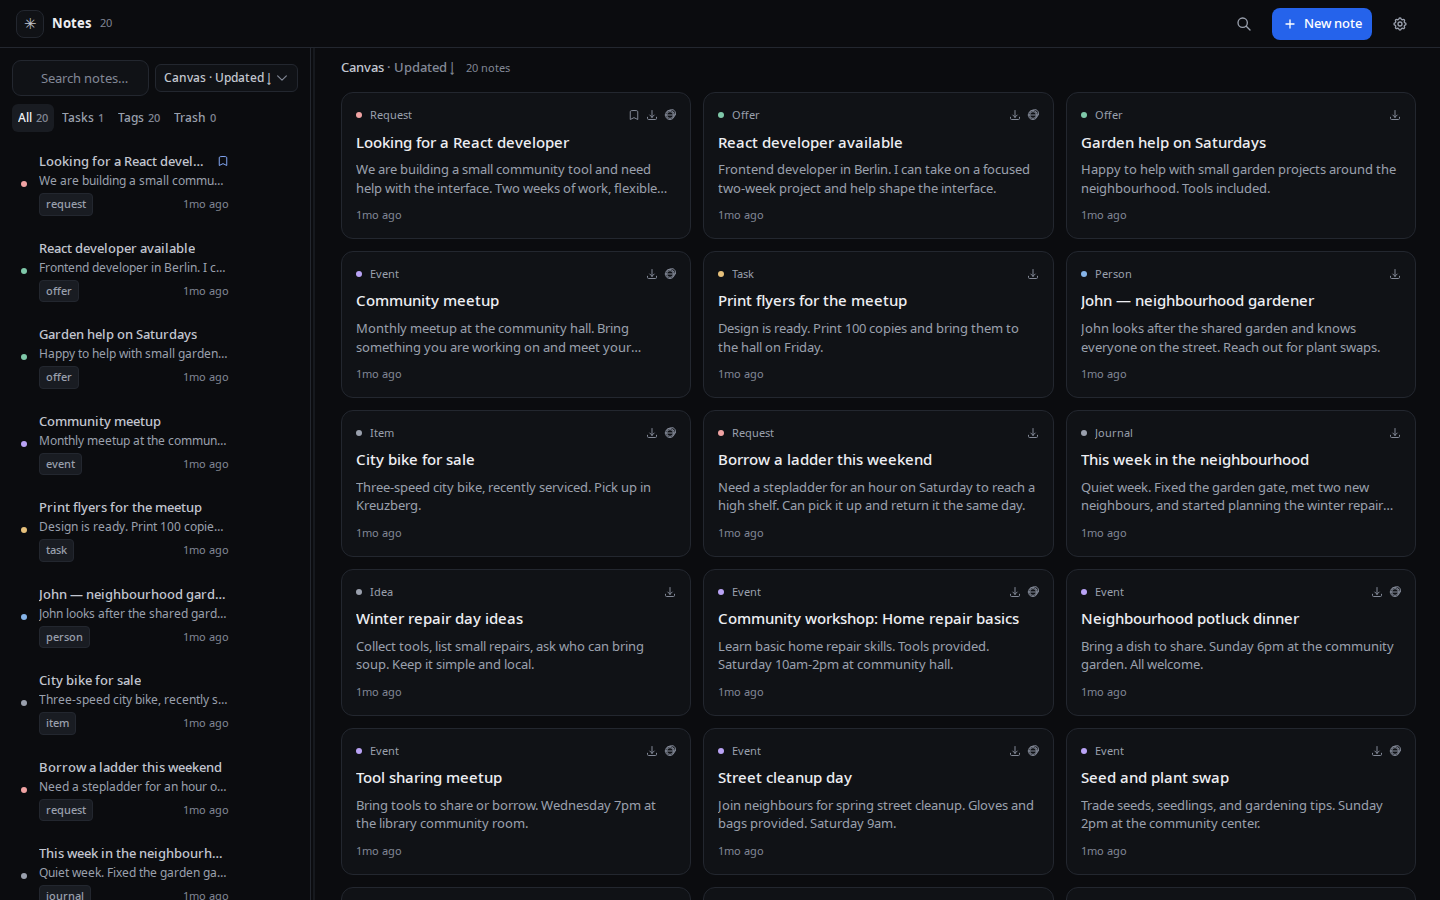 Notes 20
New note
Search notes...
Canvas · Updated ↓
All 20 Tasks 1 Tags 20 Trash 0
Looking for a React devel...
We are building a small commu...
request 1mo ago
React developer available
Frontend developer in Berlin. I c...
offer 1mo ago
Garden help on Saturdays
Happy to help with small garden...
offer 1mo ago
Community meetup
Monthly meetup at the commun...
event 1mo ago
Print flyers for the meetup
Design is ready. Print 100 copie...
task 1mo ago
John — neighbourhood gard...
John looks after the shared gard...
person 1mo ago
City bike for sale
Three-speed city bike, recently s...
item 1mo ago
Borrow a ladder this weekend
Need a stepladder for an hour o...
request 1mo ago
This week in the neighbourh...
Quiet week. Fixed the garden ga...
journal 1mo ago
Canvas · Updated ↓ 20 notes
Request
Looking for a React developer
We are building a small community tool and need
help with the interface. Two weeks of work, flexible...
1mo ago
Offer
React developer available
Frontend developer in Berlin. I can take on a focused
two-week project and help shape the interface.
1mo ago
Offer
Garden help on Saturdays
Happy to help with small garden projects around the
neighbourhood. Tools included.
1mo ago
Event
Community meetup
Monthly meetup at the community hall. Bring
something you are working on and meet your...
1mo ago
Task
Print flyers for the meetup
Design is ready. Print 100 copies and bring them to
the hall on Friday.
1mo ago
Person
John — neighbourhood gardener
John looks after the shared garden and knows
everyone on the street. Reach out for plant swaps.
1mo ago
Item
City bike for sale
Three-speed city bike, recently serviced. Pick up in
Kreuzberg.
1mo ago
Request
Borrow a ladder this weekend
Need a stepladder for an hour on Saturday to reach a
high shelf. Can pick it up and return it the same day.
1mo ago
Journal
This week in the neighbourhood
Quiet week. Fixed the garden gate, met two new
neighbours, and started planning the winter repair...
1mo ago
Idea
Winter repair day ideas
Collect tools, list small repairs, ask who can bring
soup. Keep it simple and local.
1mo ago
Event
Community workshop: Home repair basics
Learn basic home repair skills. Tools provided.
Saturday 10am-2pm at community hall.
1mo ago
Event
Neighbourhood potluck dinner
Bring a dish to share. Sunday 6pm at the community
garden. All welcome.
1mo ago
Event
Tool sharing meetup
Bring tools to share or borrow. Wednesday 7pm at
the library community room.
1mo ago
Event
Street cleanup day
Join neighbours for spring street cleanup. Gloves and
bags provided. Saturday 9am.
1mo ago
Event
Seed and plant swap
Trade seeds, seedlings, and gardening tips. Sunday
2pm at the community center.
1mo ago